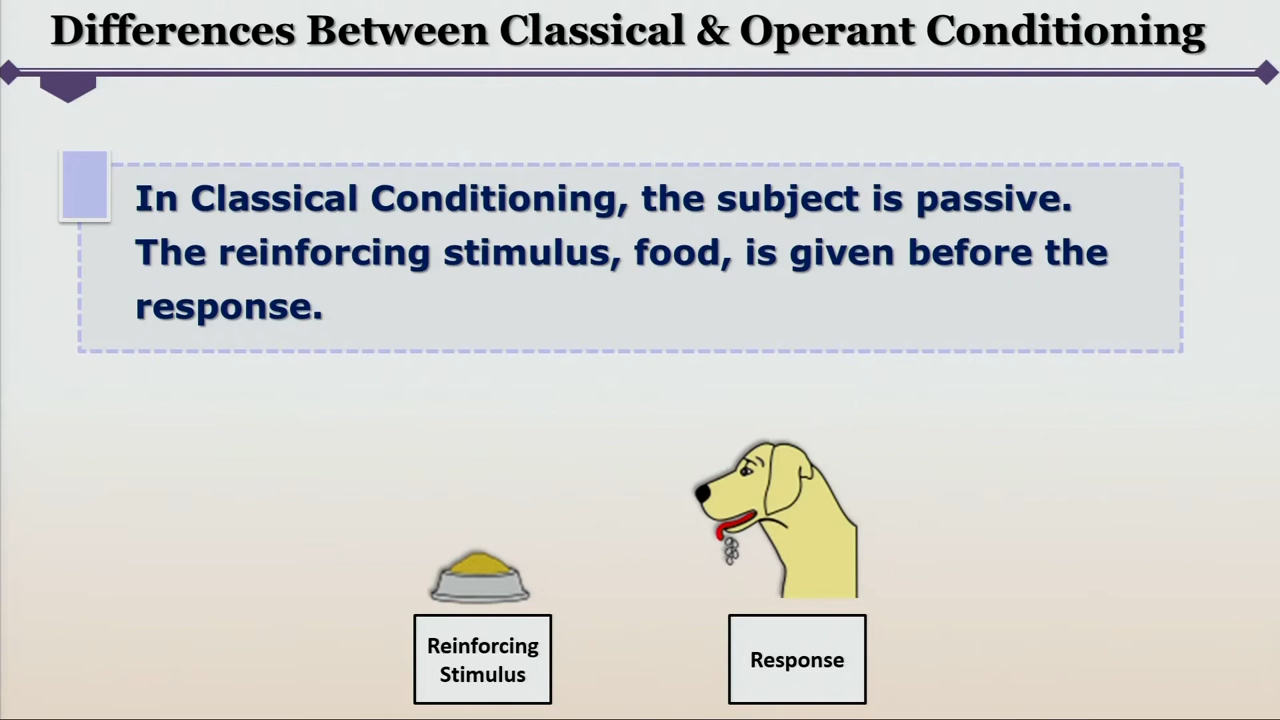 Differences Between Classical & Operant Conditioning
In Classical Conditioning, the subject is passive.
The reinforcing stimulus, food, is given before the
response.
Reinforcing
Stimulus
Response